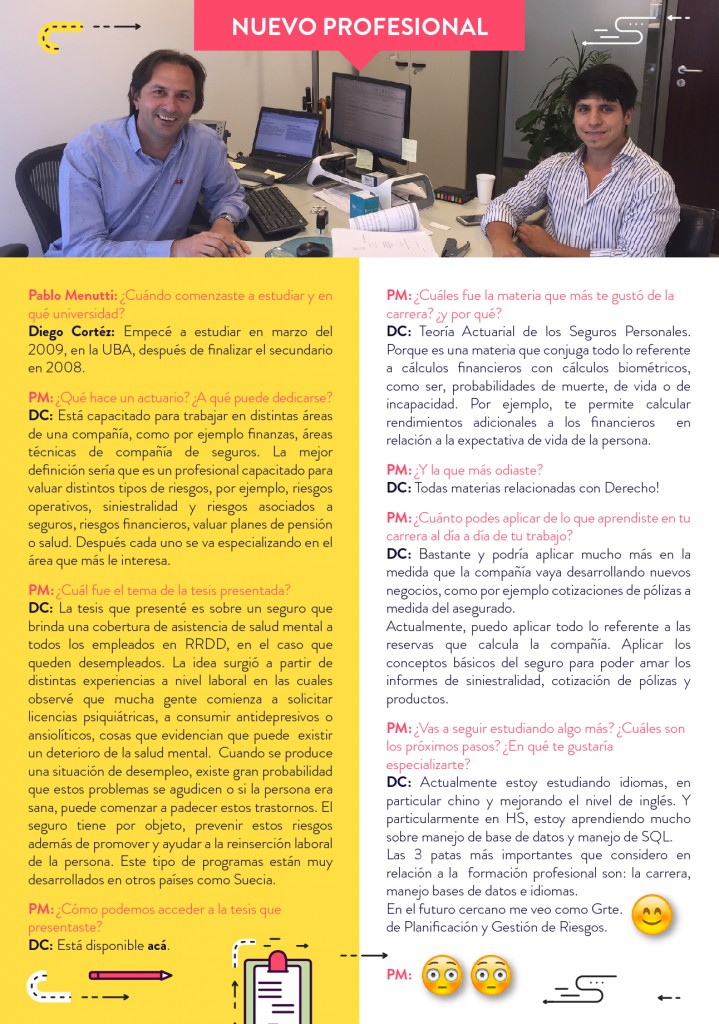 NUEVO PROFESIONAL
Pablo Menutti: ¿Cuándo comenzaste a estudiar y en
qué universidad?
Diego Cortéz: Empecé a estudiar en marzo del
2009, en la UBA, después de finalizar el secundario
en 2008.
PM: ¿Qué hace un actuario? ¿A qué puede dedicarse?
DC: Está capacitado para trabajar en distintas áreas
de una compañía, como por ejemplo finanzas, áreas
técnicas de compañía de seguros. La mejor
definición sería que es un profesional capacitado para
valuar distintos tipos de riesgos, por ejemplo, riesgos
operativos, siniestralidad y riesgos asociados a
seguros, riesgos financieros, valuar planes de pensión
o salud. Después cada uno se va especializando en el
área que más le interesa.
PM: ¿Cuál fue el tema de la tesis presentada?
DC: La tesis que presenté es sobre un seguro que
brinda una cobertura de asistencia de salud mental a
todos los empleados en RRDD, en el caso que
queden desempleados. La idea surgió a partir de
distintas experiencias a nivel laboral en las cuales
observé que mucha gente comienza a solicitar
licencias psiquiátricas, a consumir antidepresivos o
ansiolíticos, cosas que evidencian que puede existir
un deterioro de la salud mental. Cuando se produce
una situación de desempleo, existe gran probabilidad
que estos problemas se agudicen o si la persona era
sana, puede comenzar a padecer estos trastornos. El
seguro tiene por objeto, prevenir estos riesgos
además de promover y ayudar a la reinserción laboral
de la persona. Este tipo de programas están muy
desarrollados en otros países como Suecia.
PM: ¿Cómo podemos acceder a la tesis que
presentaste?
DC: Está disponible acá.
PM: ¿Cuáles fue la materia que más te gustó de la
carrera? ¿y por qué?
DC: Teoría Actuarial de los Seguros Personales.
Porque es una materia que conjuga todo lo referente
a cálculos financieros con cálculos biométricos,
como ser, probabilidades de muerte, de vida o de
incapacidad. Por ejemplo, te permite calcular
rendimientos adicionales a los financieros en
relación a la expectativa de vida de la persona.
PM: ¿Y la que más odiaste?
DC: Todas materias relacionadas con Derecho!
PM: ¿Cuánto podes aplicar de lo que aprendiste en tu
carrera al día a día de tu trabajo?
DC: Bastante y podría aplicar mucho más en la
medida que la compañía vaya desarrollando nuevos
negocios, como por ejemplo cotizaciones de pólizas a
medida del asegurado.
Actualmente, puedo aplicar todo lo referente a las
reservas que calcula la compañía. Aplicar los
conceptos básicos del seguro para poder amar los
informes de siniestralidad, cotización de pólizas y
productos.
PM: ¿Vas a seguir estudiando algo más? ¿Cuáles son
los próximos pasos? ¿En qué te gustaría
especializarte?
DC: Actualmente estoy estudiando idiomas, en
particular chino y mejorando el nivel de inglés. Y
particularmente en HS, estoy aprendiendo mucho
sobre manejo de base de datos y manejo de SQL.
Las 3 patas más importantes que considero en
relación a la formación profesional son: la carrera,
manejo bases de datos e idiomas.
En el futuro cercano me veo como Grte.
de Planificación y Gestión de Riesgos.
PM: